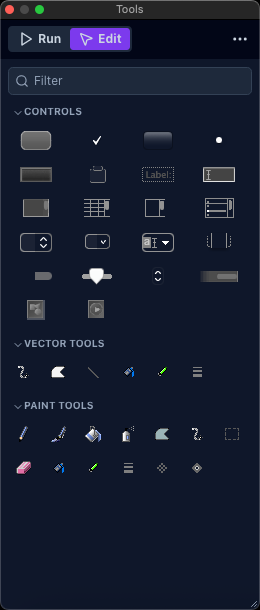 Tools
Run Edit
Filter
CONTROLS
Label:
a
VECTOR TOOLS
PAINT TOOLS